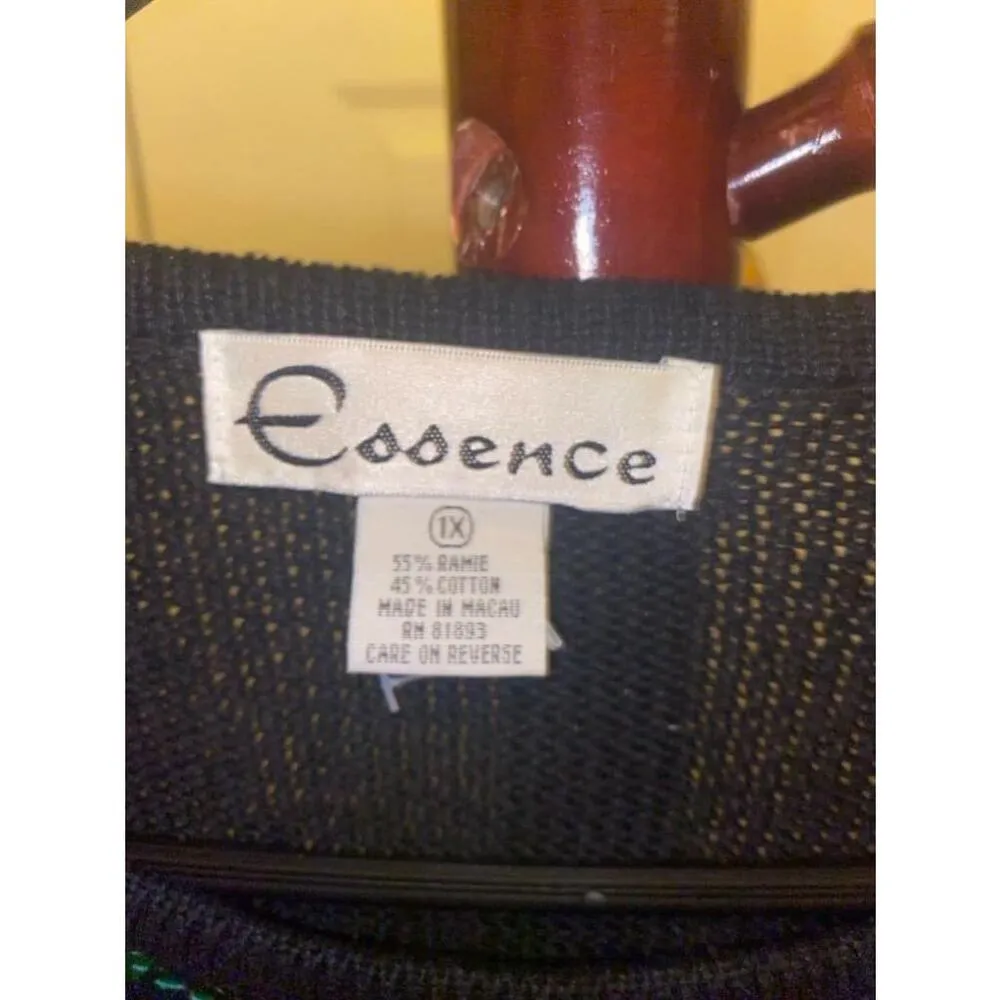 Essence
1X
55% RAMIE
45% COTTON
MADE IN MACAU
RN 81893
CARE ON REVERSE